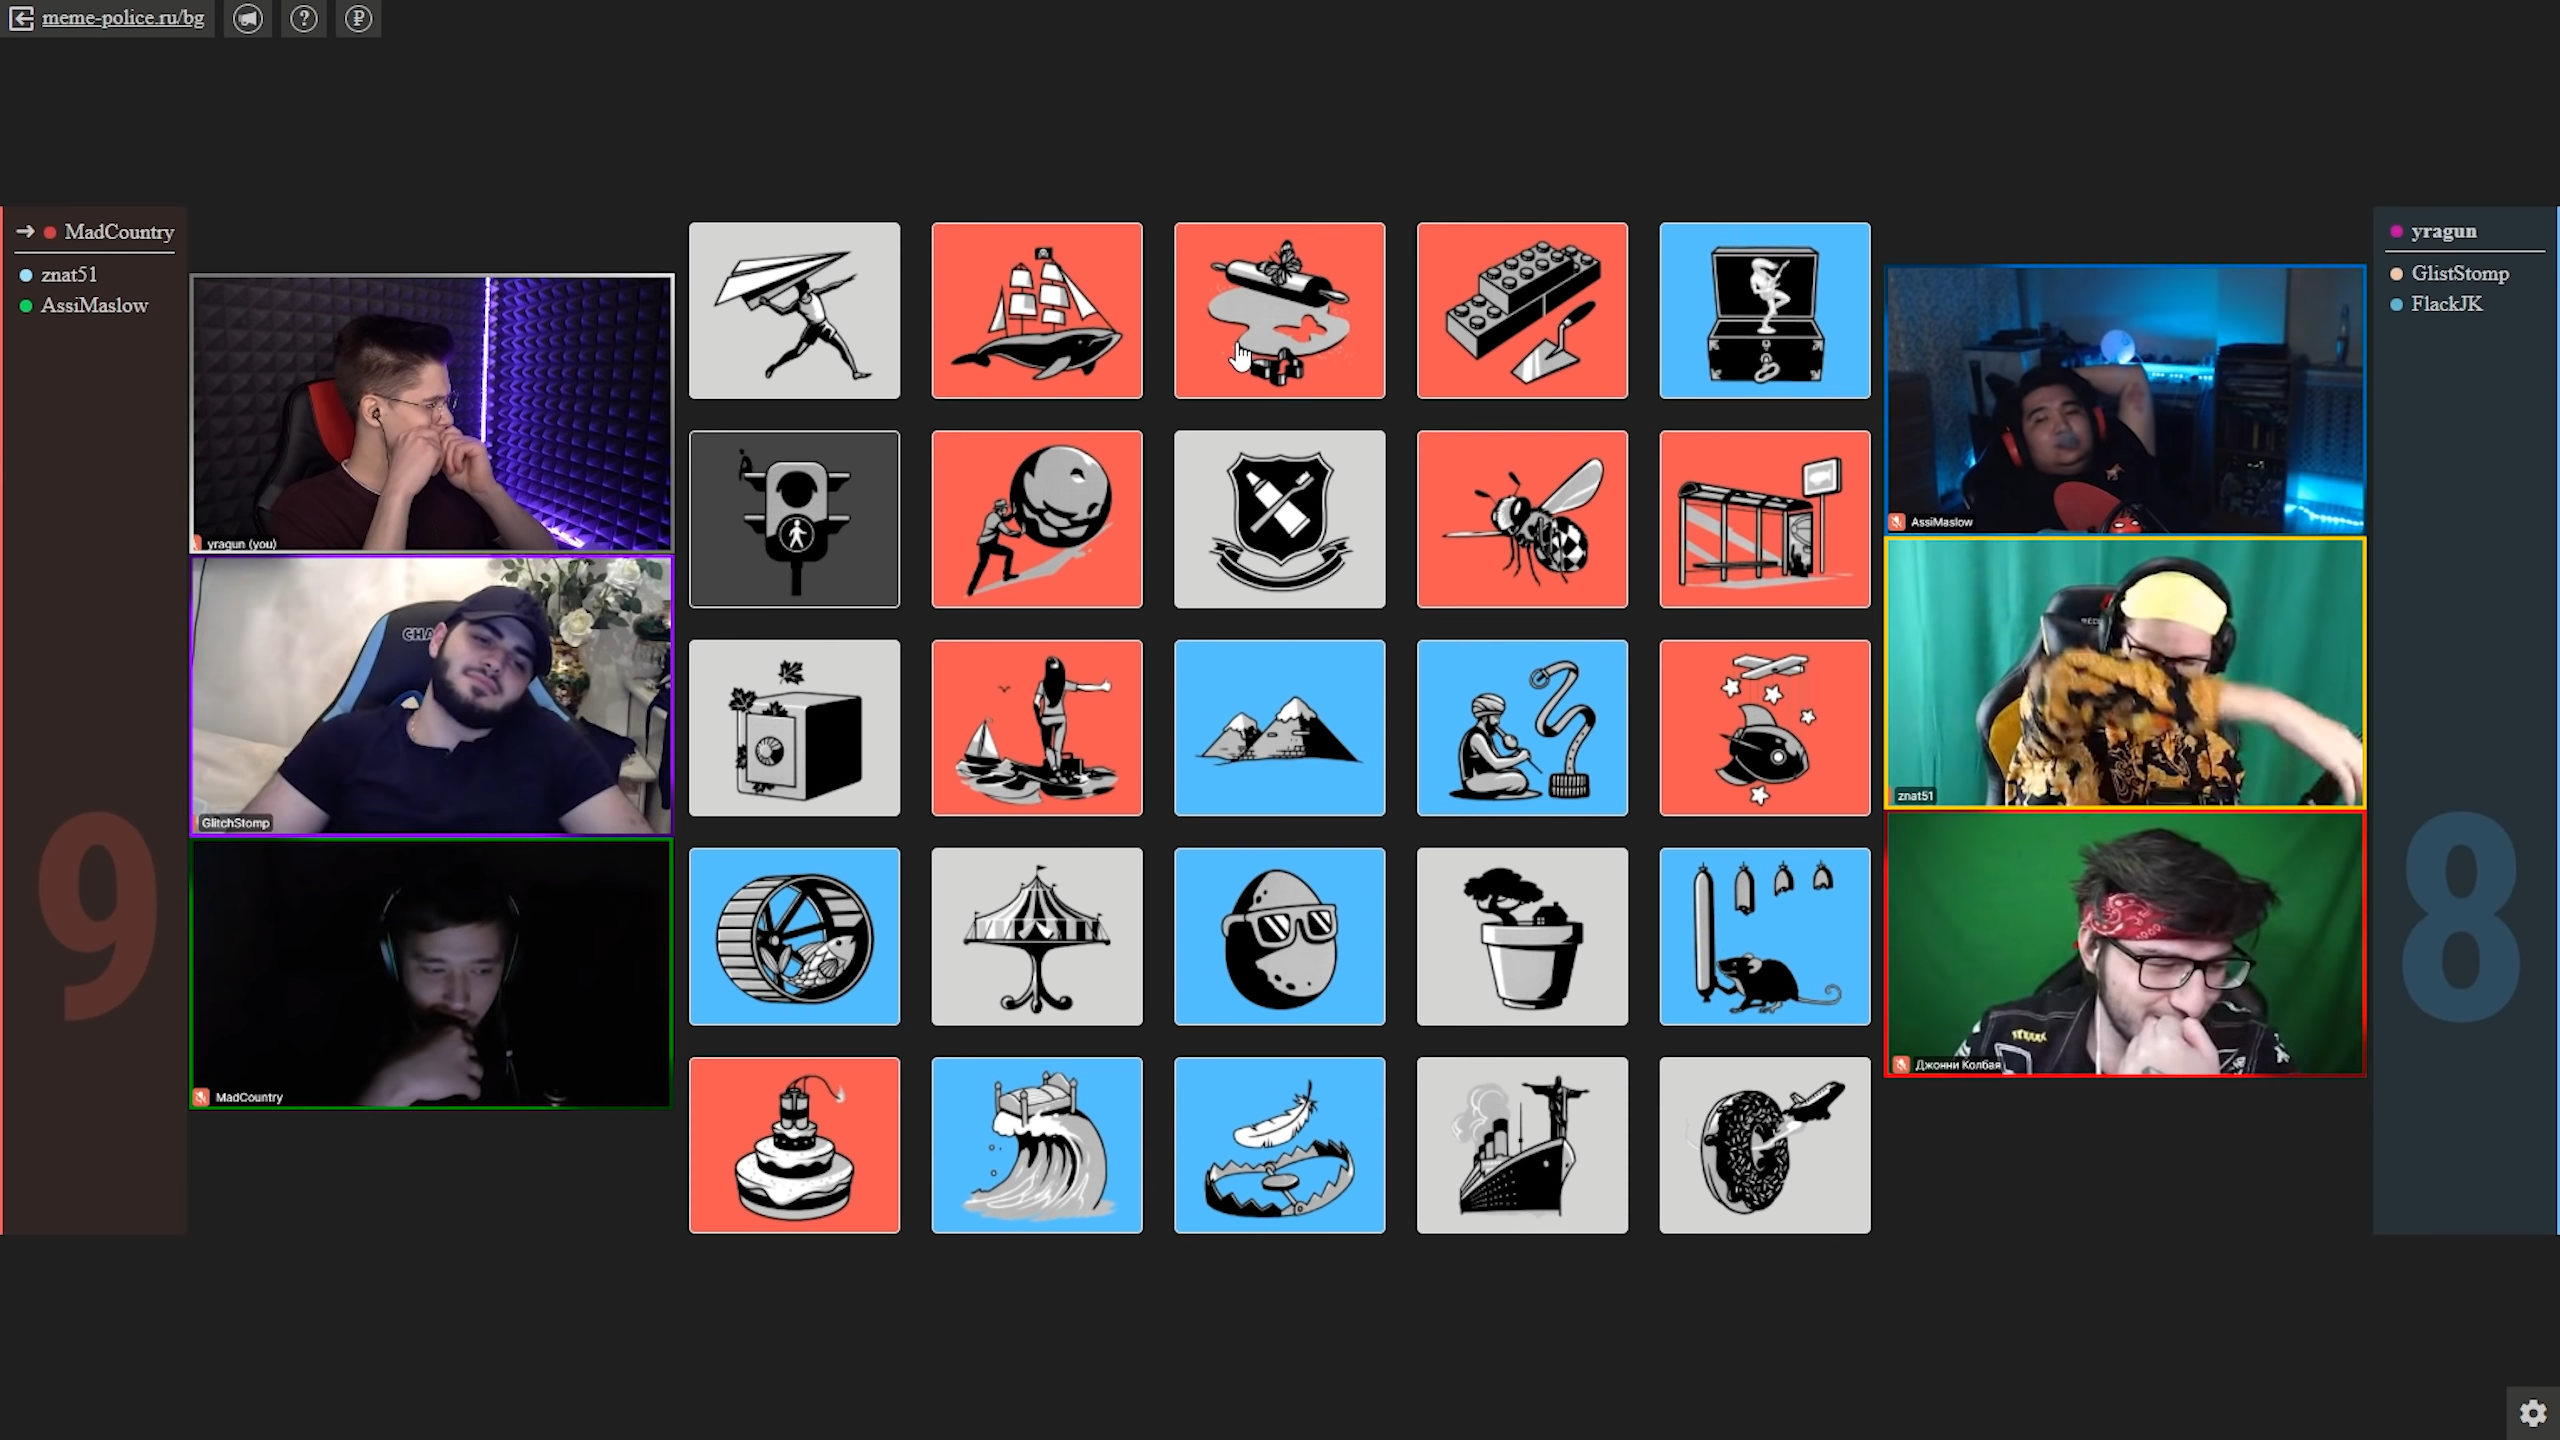 meme-police.ru/bg
? ₽
→ MadCountry
znat51
AssiMaslow
9
yragun (you)
CHA
GlitchStomp
MadCountry
AssiMaslow
znat51
Джонни Колбая
yragun
GlistStomp
FlackJK
8